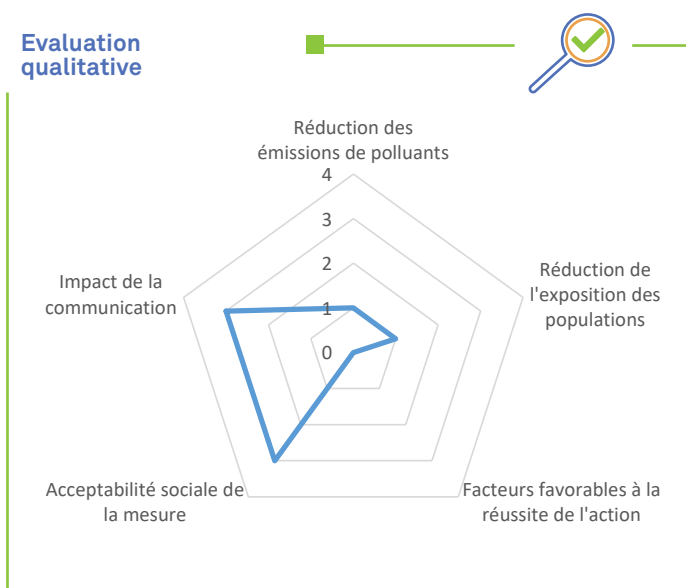 Evaluation
qualitative
Réduction des
émissions de polluants
4
3
2
1
0
Réduction de
l'exposition des
populations
Facteurs favorables à la
réussite de l'action
Acceptabilité sociale de
la mesure
Impact de la
communication